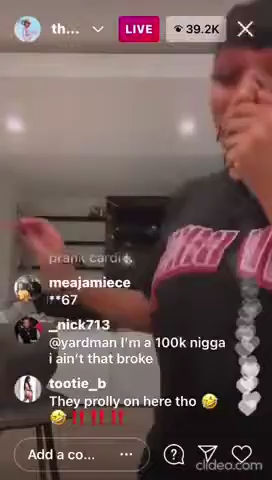 th...
LIVE
39.2K
prank cardi
meajamiece
**67
_nick713
@yardman I'm a 100k nigga
i ain't that broke
tootie_b
They prolly on here tho 🤣
🤣‼️‼️‼️
Add a co...
clideo.com